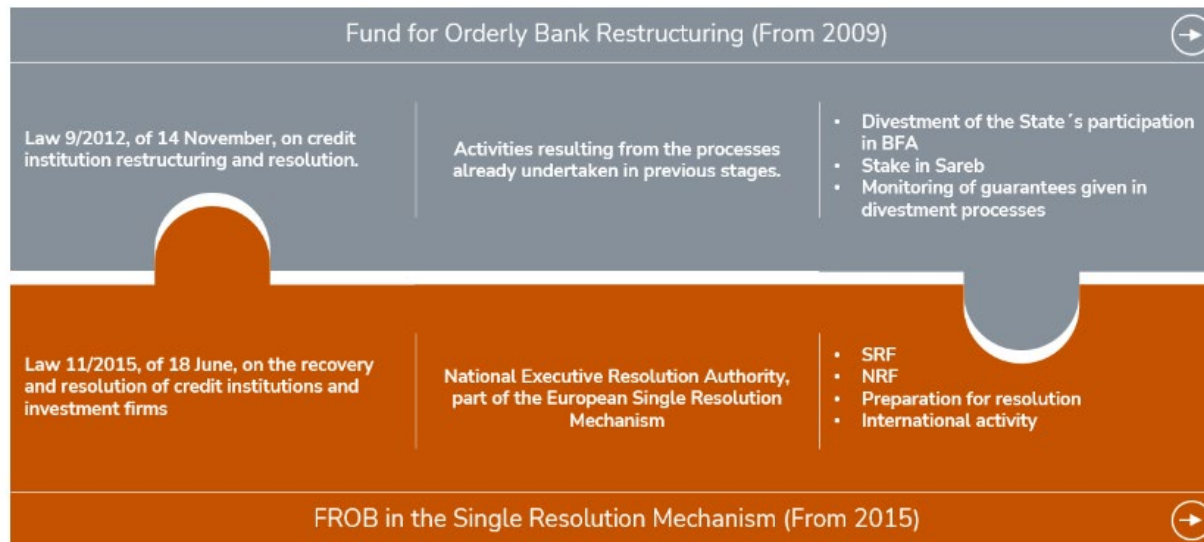 Fund for Orderly Bank Restructuring (From 2009)
Law 9/2012, of 14 November, on credit
institution restructuring and resolution.
Activities resulting from the processes
already undertaken in previous stages.
• Divestment of the State´s participation
in BFA
• Stake in Sareb
• Monitoring of guarantees given in
divestment processes
Law 11/2015, of 18 June, on the recovery
and resolution of credit institutions and
investment firms
National Executive Resolution Authority,
part of the European Single Resolution
Mechanism
• SRF
• NRF
• Preparation for resolution
• International activity
FROB in the Single Resolution Mechanism (From 2015)